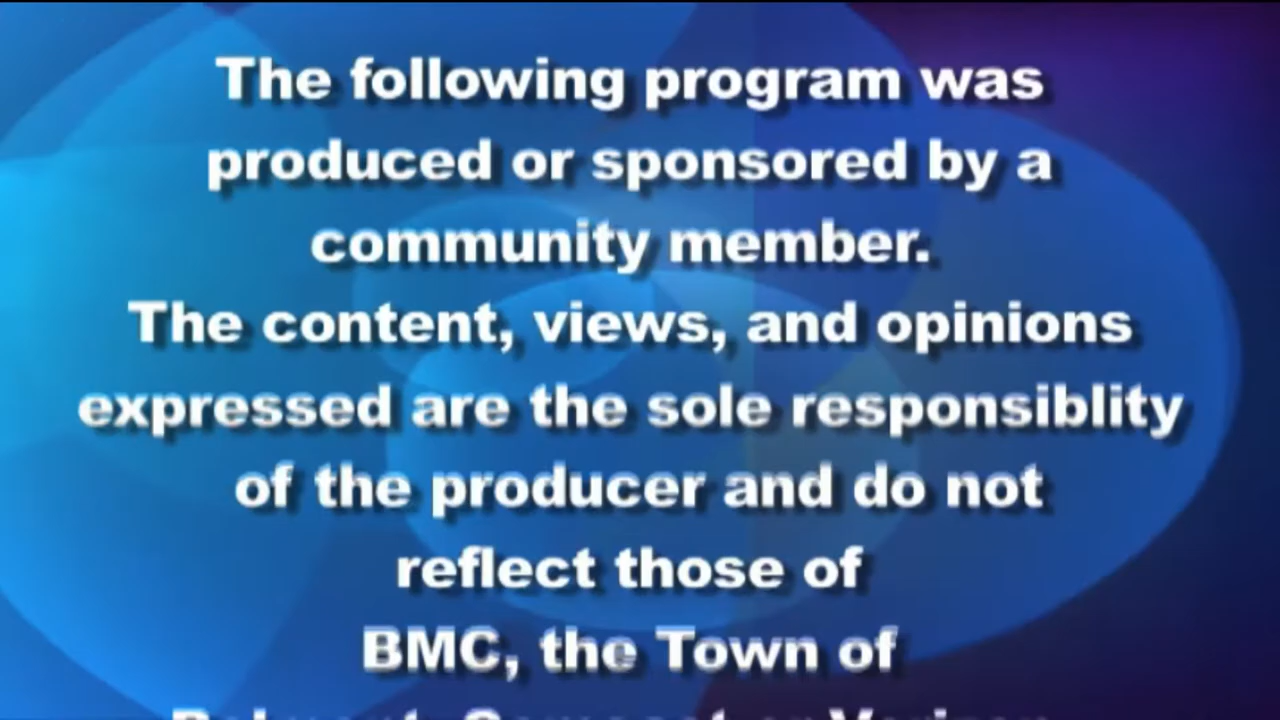 The following program was
produced or sponsored by a
community member.
The content, views, and opinions
expressed are the sole responsiblity
of the producer and do not
reflect those of
BMC, the Town of